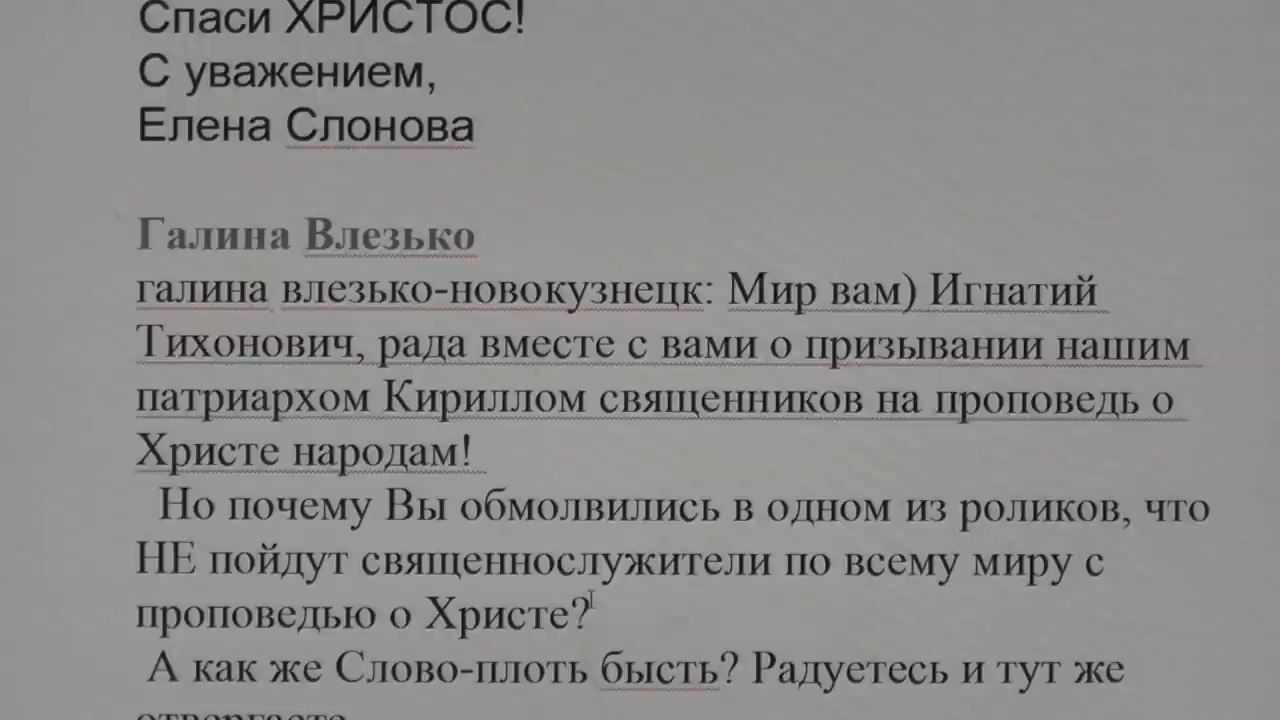 Спаси ХРИСТОС!
С уважением,
Елена Слонова
Галина Влезько
галина влезько-новокузнецк: Мир вам) Игнатий
Тихонович, рада вместе с вами о призывании нашим
патриархом Кириллом священников на проповедь о
Христе народам!
Но почему Вы обмолвились в одном из роликов, что
НЕ пойдут священнослужители по всему миру с
проповедью о Христе?
А как же Слово-плоть бысть? Радуетесь и тут же